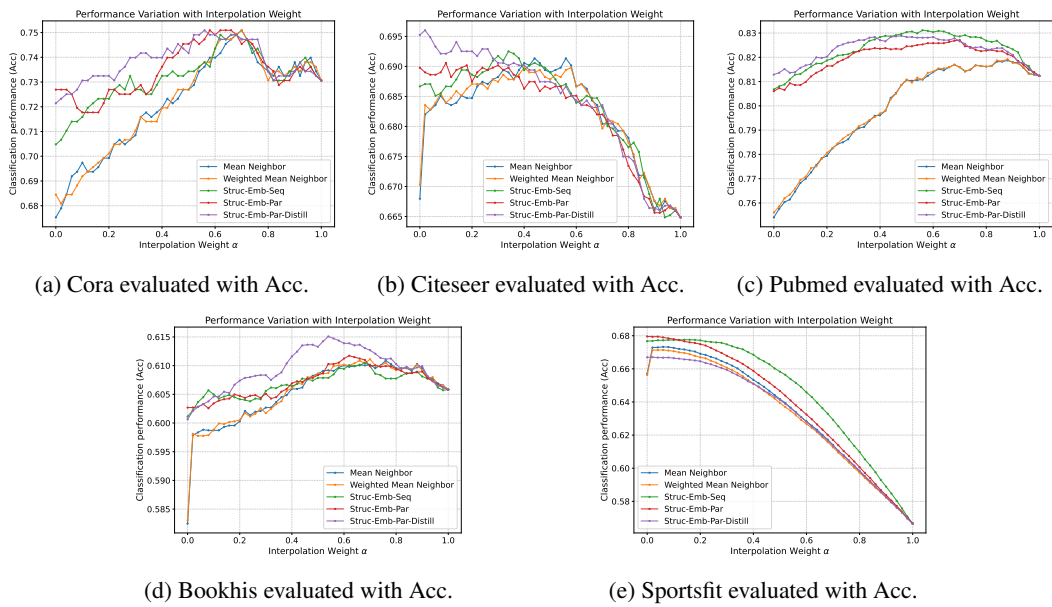 Performance Variation with Interpolation Weight
Classification performance (Acc)
0.75
0.74
0.73
0.72
0.71
0.70
0.69
0.68
Mean Neighbor
Weighted Mean Neighbor
Struc-Emb-Seq
Struc-Emb-Par
Struc-Emb-Par-Distill
0.0 0.2 0.4 0.6 0.8 1.0
Interpolation Weight α
(a) Cora evaluated with Acc.
Performance Variation with Interpolation Weight
Classification performance (Acc)
0.695
0.690
0.685
0.680
0.675
0.670
0.665
Mean Neighbor
Weighted Mean Neighbor
Struc-Emb-Seq
Struc-Emb-Par
Struc-Emb-Par-Distill
0.0 0.2 0.4 0.6 0.8 1.0
Interpolation Weight α
(b) Citeseer evaluated with Acc.
Performance Variation with Interpolation Weight
Classification performance (Acc)
0.83
0.82
0.81
0.80
0.79
0.78
0.77
0.76
Mean Neighbor
Weighted Mean Neighbor
Struc-Emb-Seq
Struc-Emb-Par
Struc-Emb-Par-Distill
0.0 0.2 0.4 0.6 0.8 1.0
Interpolation Weight α
(c) Pubmed evaluated with Acc.
Performance Variation with Interpolation Weight
Classification performance (Acc)
0.615
0.610
0.605
0.600
0.595
0.590
0.585
Mean Neighbor
Weighted Mean Neighbor
Struc-Emb-Seq
Struc-Emb-Par
Struc-Emb-Par-Distill
0.0 0.2 0.4 0.6 0.8 1.0
Interpolation Weight α
(d) Bookhis evaluated with Acc.
Performance Variation with Interpolation Weight
Classification performance (Acc)
0.68
0.66
0.64
0.62
0.60
0.58
Mean Neighbor
Weighted Mean Neighbor
Struc-Emb-Seq
Struc-Emb-Par
Struc-Emb-Par-Distill
0.0 0.2 0.4 0.6 0.8 1.0
Interpolation Weight α
(e) Sportsfit evaluated with Acc.